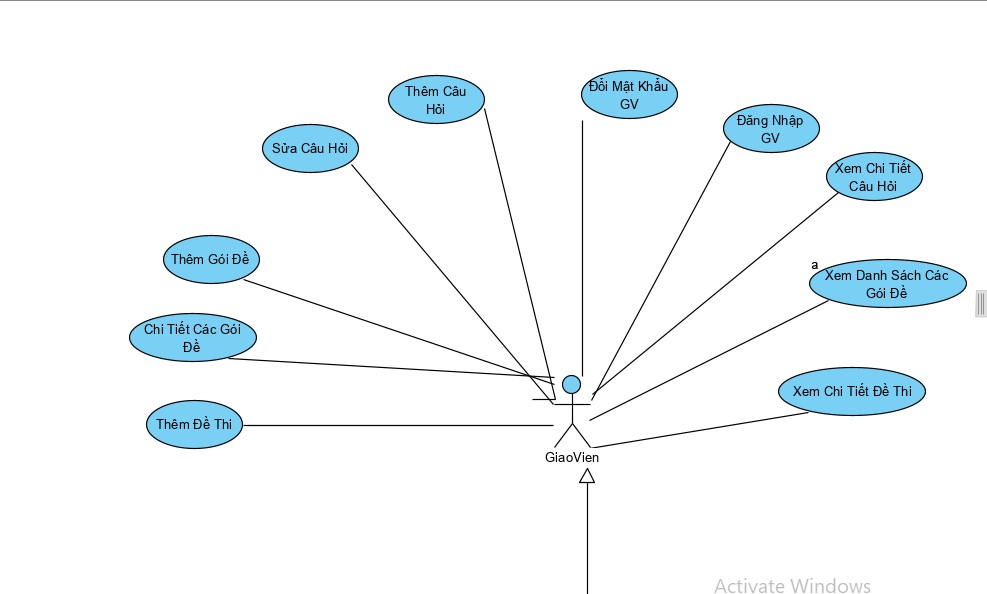 Thêm Câu
Hỏi
Đổi Mật Khẩu
GV
Đăng Nhập
GV
Sửa Câu Hỏi
Xem Chi Tiết
Câu Hỏi
Thêm Gói Đề
a
Xem Danh Sách Các
Gói Đề
Chi Tiết Các Gói
Đề
Xem Chi Tiết Đề Thi
Thêm Đề Thi
GiaoVien
Activate Windows